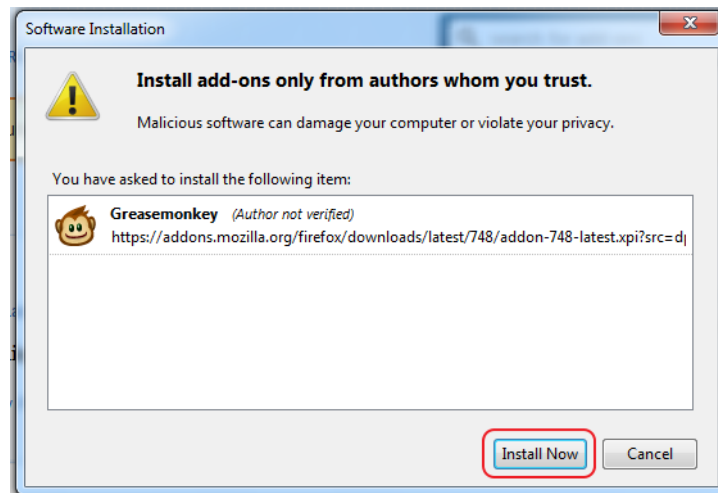 Software Installation
Install add-ons only from authors whom you trust.
Malicious software can damage your computer or violate your privacy.
You have asked to install the following item:
Greasemonkey (Author not verified)
https://addons.mozilla.org/firefox/downloads/latest/748/addon-748-latest.xpi?src=d
Install Now
Cancel